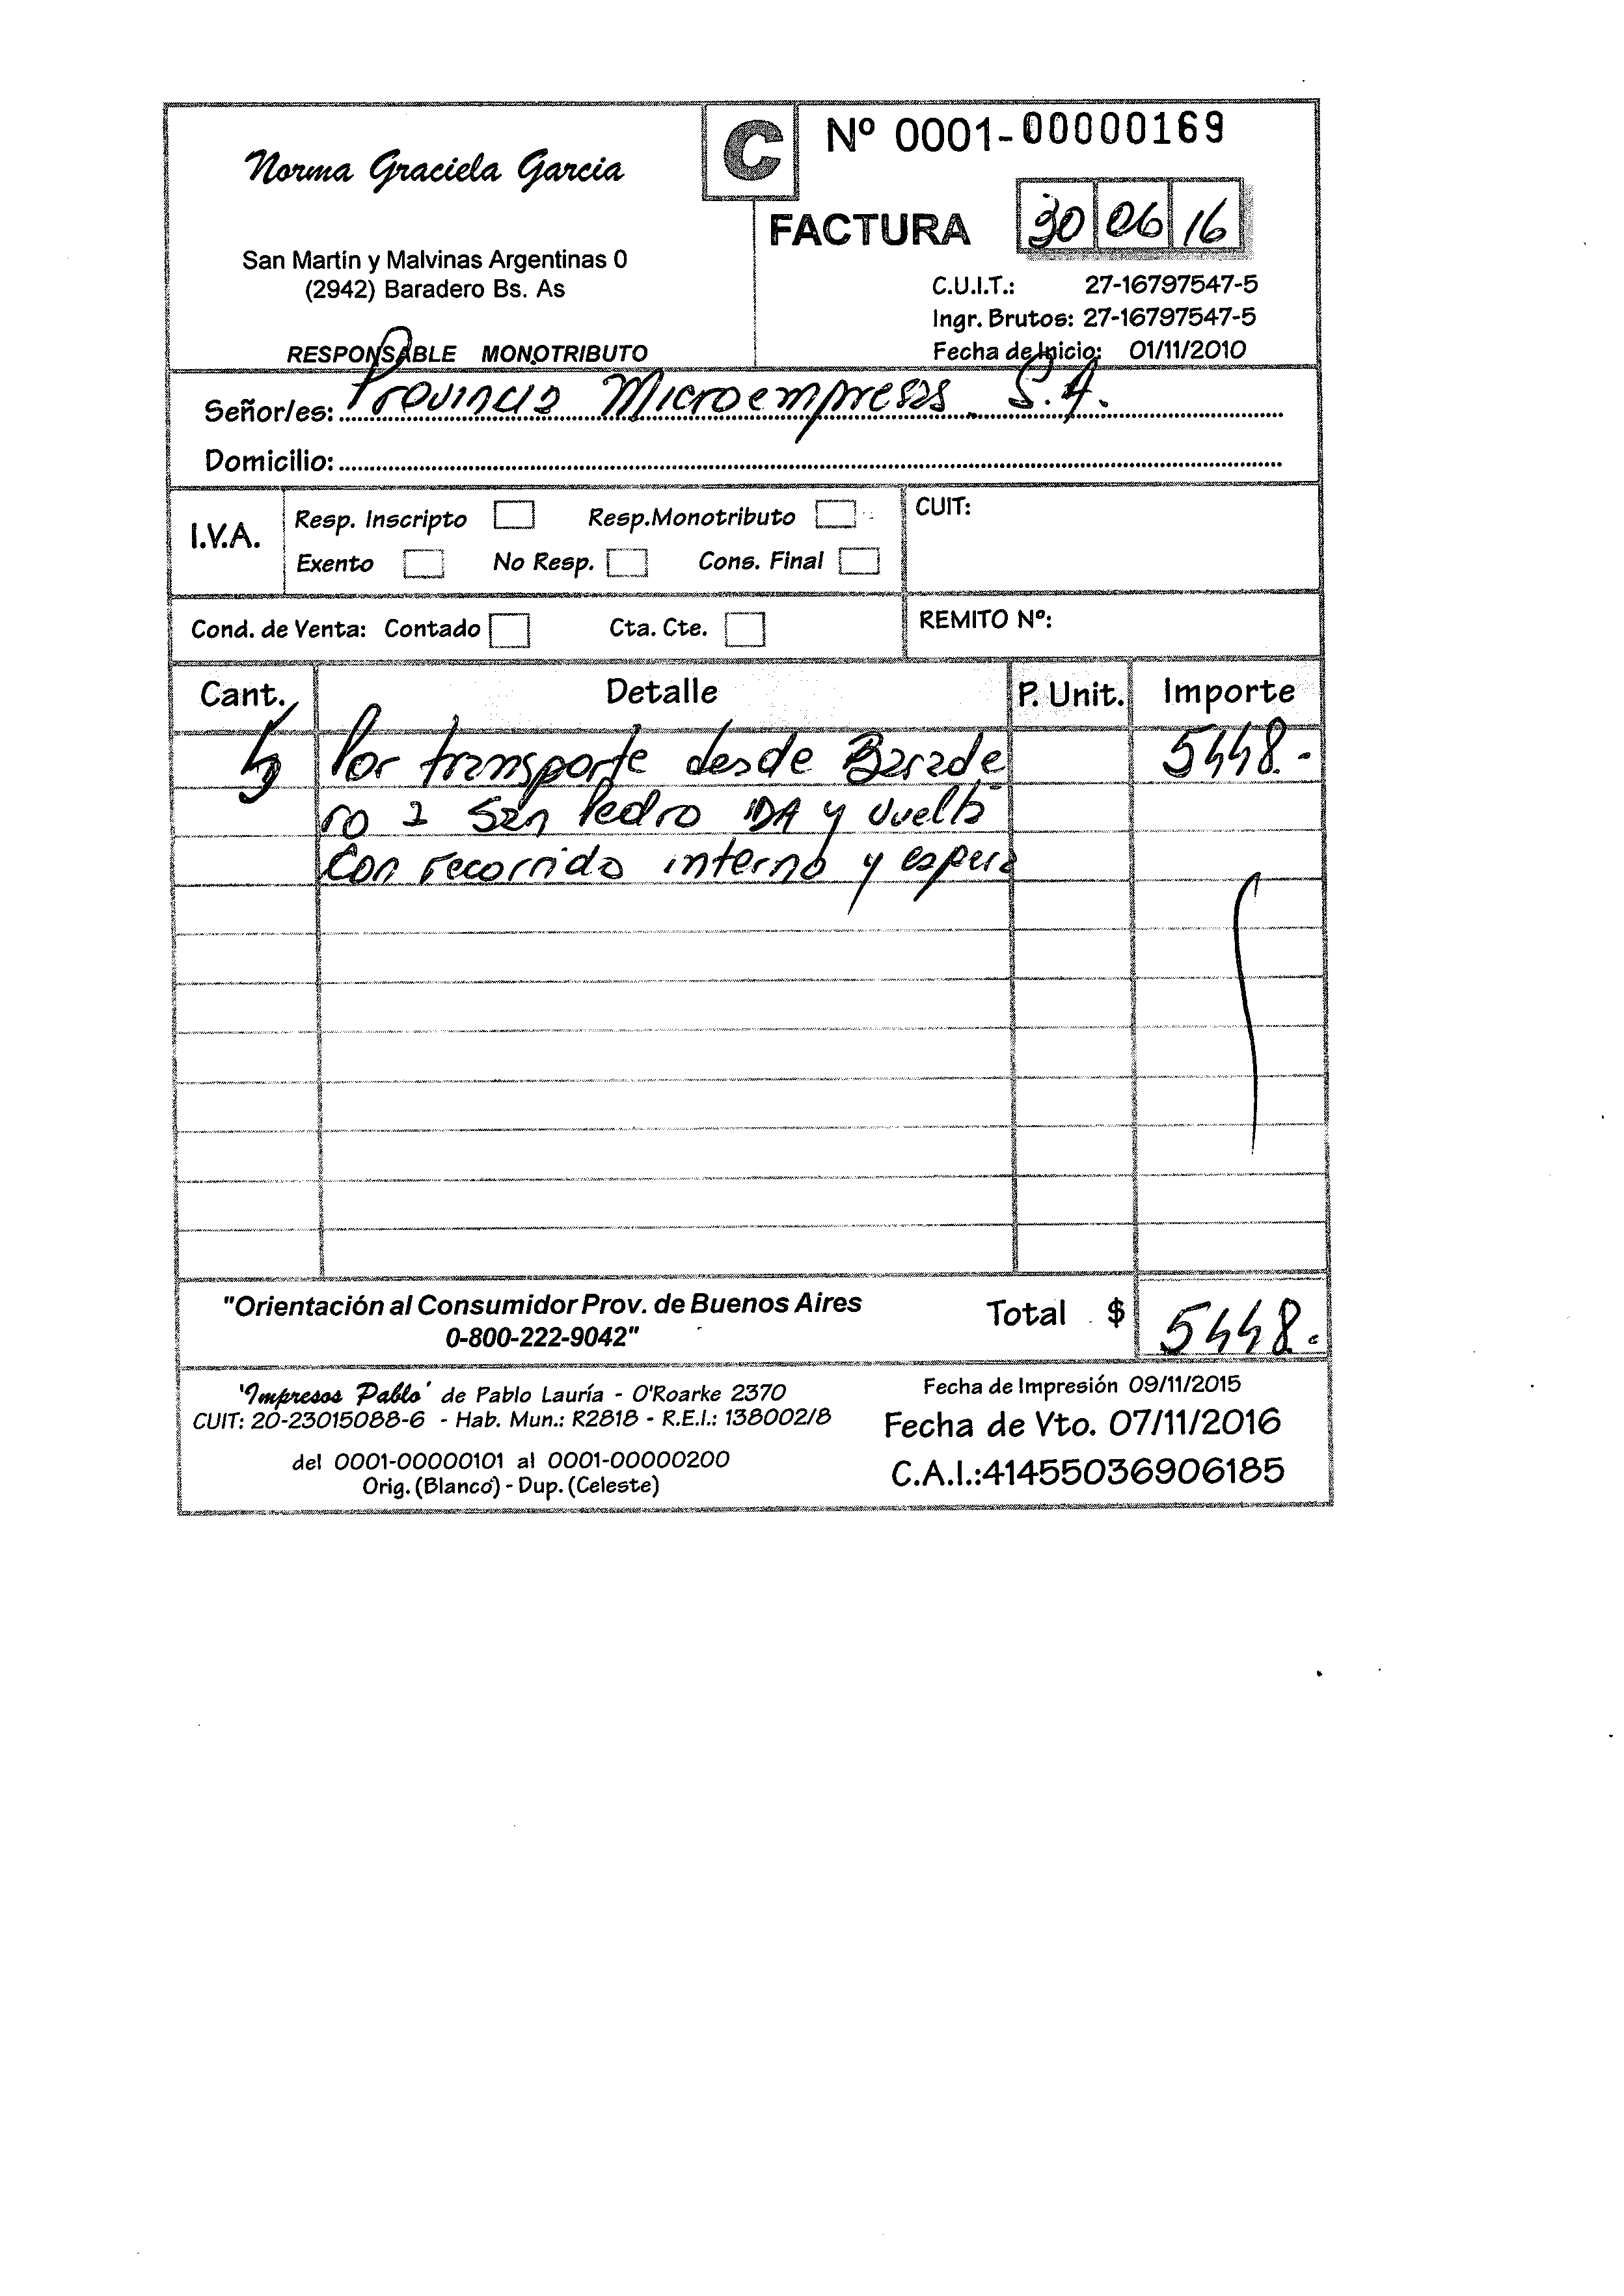 Norma Graciela Garcia
C
Nº 0001-00000169
FACTURA 30 06 16
San Martin y Malvinas Argentinas 0
(2942) Baradero Bs. As
C.U.I.T.: 27-16797547-5
Ingr. Brutos: 27-16797547-5
RESPONSABLE MONOTRIBUTO
Fecha de Inicio: 01/11/2010
Señor/es: Provincia Microempresas S.A.
Domicilio:
I.V.A.
Resp. Inscripto Resp.Monotributo
Exento No Resp. Cons. Final
CUIT:
Cond. de Venta: Contado Cta. Cte.
REMITO Nº:
Cant. Detalle P. Unit. Importe
Por transporte desde Barade 5448.-
ro a San Pedro IDA y vuelta
Con recorrido interno y espera
"Orientación al Consumidor Prov. de Buenos Aires
0-800-222-9042"
Total $ 5448.
'Impresos Pablo' de Pablo Lauría - O'Roarke 2370
CUIT: 20-23015088-6 - Hab. Mun.: R2818 - R.E.I.: 138002/8
del 0001-00000101 al 0001-00000200
Orig. (Blanco) - Dup. (Celeste)
Fecha de Impresión 09/11/2015
Fecha de Vto. 07/11/2016
C.A.I.:41455036906185